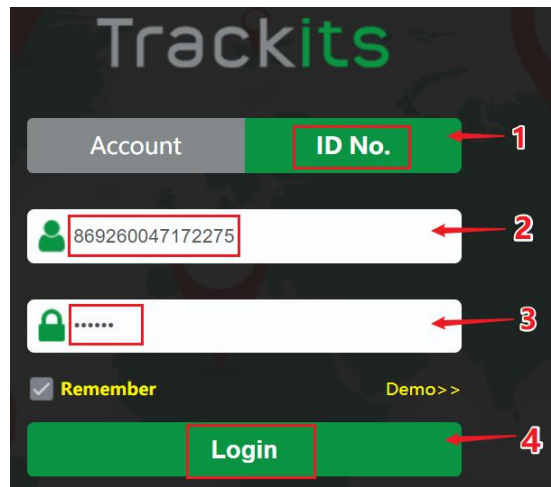 Trackits
Account ID No. 1
869260047172275 2
•••••• 3
Remember Demo>>
Login 4